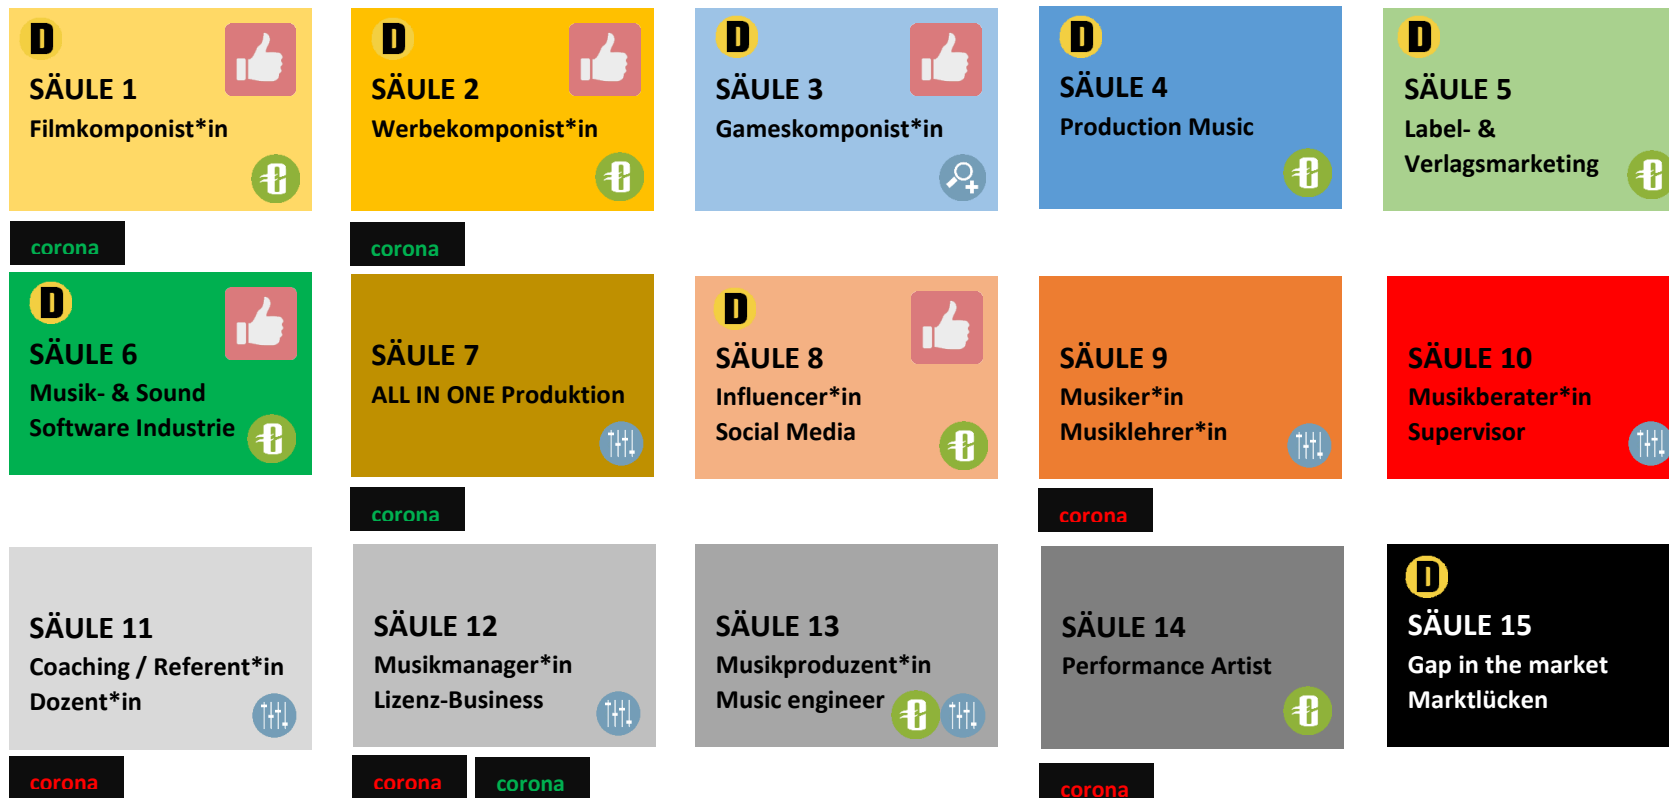 D
SÄULE 1
Filmkomponist*in
D
SÄULE 2
Werbekomponist*in
D
SÄULE 3
Gameskomponist*in
D
SÄULE 4
Production Music
D
SÄULE 5
Label- &
Verlagsmarketing
corona
corona
D
SÄULE 6
Musik- & Sound
Software Industrie
SÄULE 7
ALL IN ONE Produktion
D
SÄULE 8
Influencer*in
Social Media
SÄULE 9
Musiker*in
Musiklehrer*in
SÄULE 10
Musikberater*in
Supervisor
corona
corona
SÄULE 11
Coaching / Referent*in
Dozent*in
SÄULE 12
Musikmanager*in
Lizenz-Business
SÄULE 13
Musikproduzent*in
Music engineer
SÄULE 14
Performance Artist
D
SÄULE 15
Gap in the market
Marktlücken
corona
corona
corona
corona